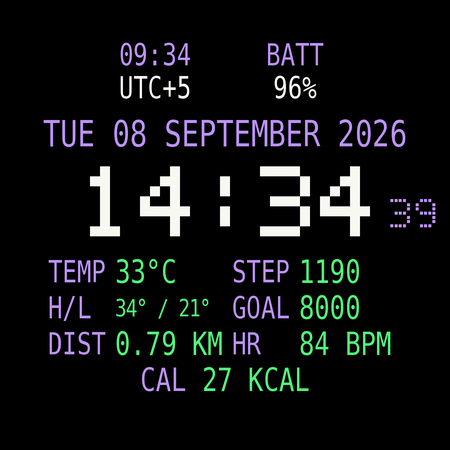 09:34 BATT
UTC+5 96%
TUE 08 SEPTEMBER 2026
14:34 39
TEMP 33°C STEP 1190
H/L 34° / 21° GOAL 8000
DIST 0.79 KM HR 84 BPM
CAL 27 KCAL